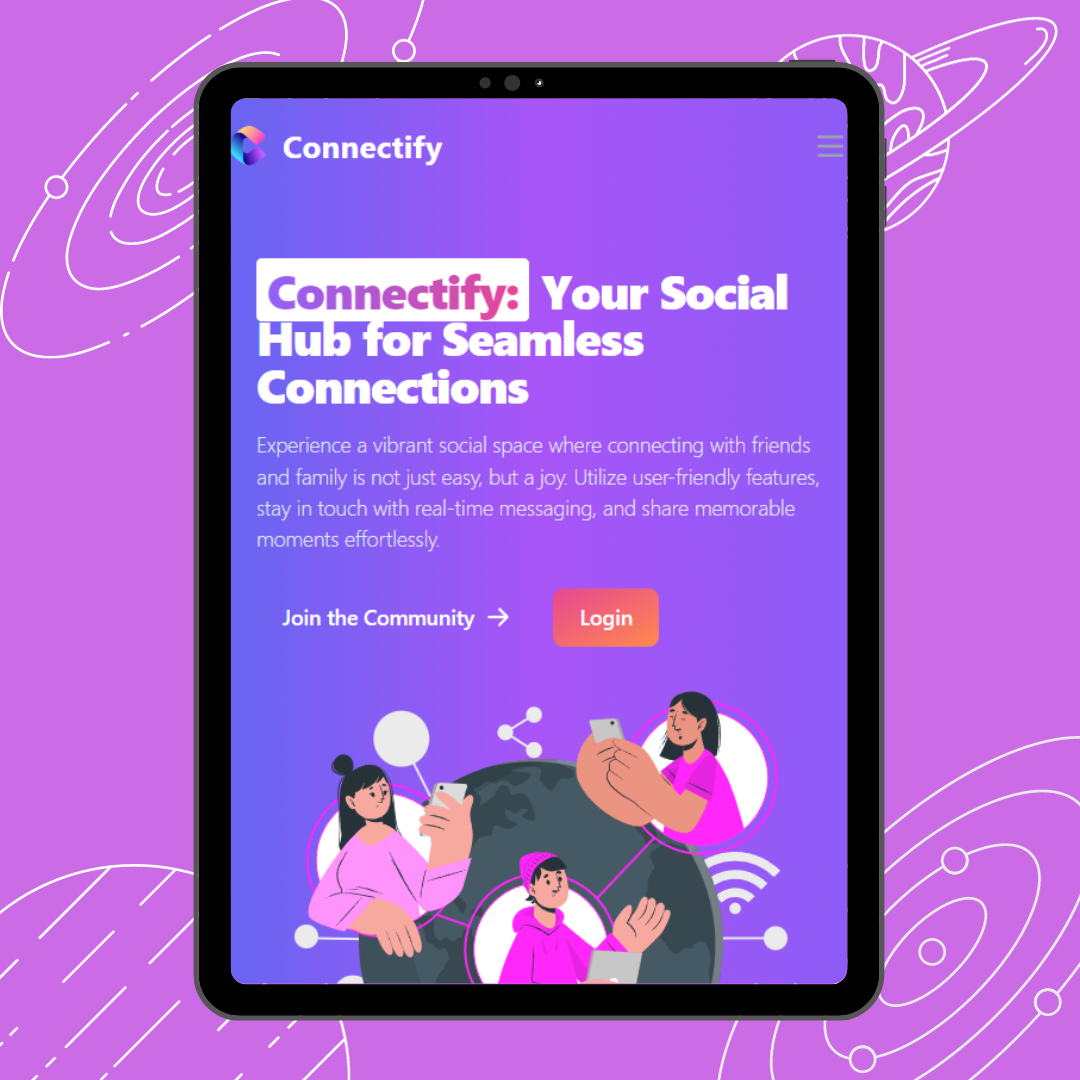 Connectify
Connectify: Your Social
Hub for Seamless
Connections
Experience a vibrant social space where connecting with friends
and family is not just easy, but a joy. Utilize user-friendly features,
stay in touch with real-time messaging, and share memorable
moments effortlessly.
Join the Community →
Login